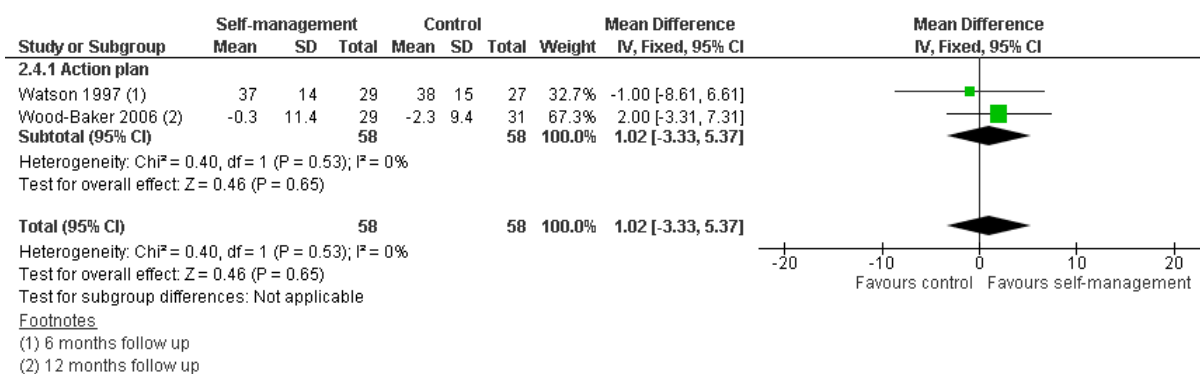 Self-management Control Mean Difference Mean Difference
Study or Subgroup Mean SD Total Mean SD Total Weight IV, Fixed, 95% CI IV, Fixed, 95% CI
2.4.1 Action plan
Watson 1997 (1) 37 14 29 38 15 27 32.7% -1.00 [-8.61, 6.61]
Wood-Baker 2006 (2) -0.3 11.4 29 -2.3 9.4 31 67.3% 2.00 [-3.31, 7.31]
Subtotal (95% CI) 58 58 100.0% 1.02 [-3.33, 5.37]
Heterogeneity: Chi² = 0.40, df = 1 (P = 0.53); I² = 0%
Test for overall effect: Z = 0.46 (P = 0.65)
Total (95% CI) 58 58 100.0% 1.02 [-3.33, 5.37]
Heterogeneity: Chi² = 0.40, df = 1 (P = 0.53); I² = 0%
Test for overall effect: Z = 0.46 (P = 0.65)
Test for subgroup differences: Not applicable
-20 -10 0 10 20
Favours control Favours self-management
Footnotes
(1) 6 months follow up
(2) 12 months follow up